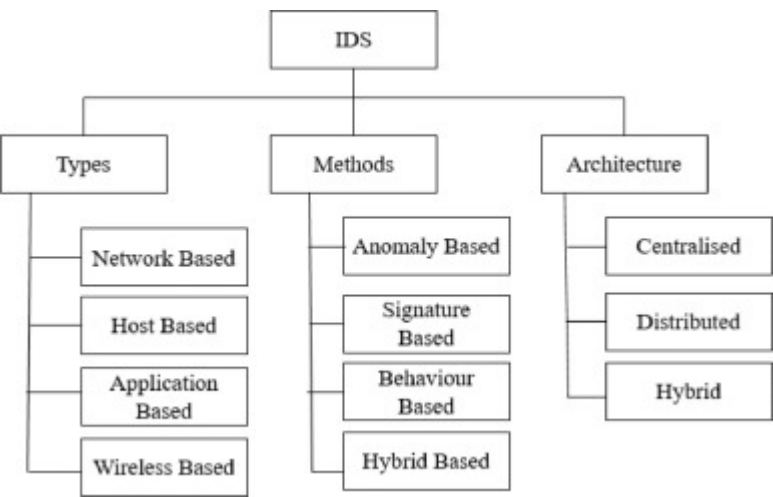 IDS
Types
Methods
Architecture
Network Based
Host Based
Application
Based
Wireless Based
Anomaly Based
Signature
Based
Behaviour
Based
Hybrid Based
Centralised
Distributed
Hybrid